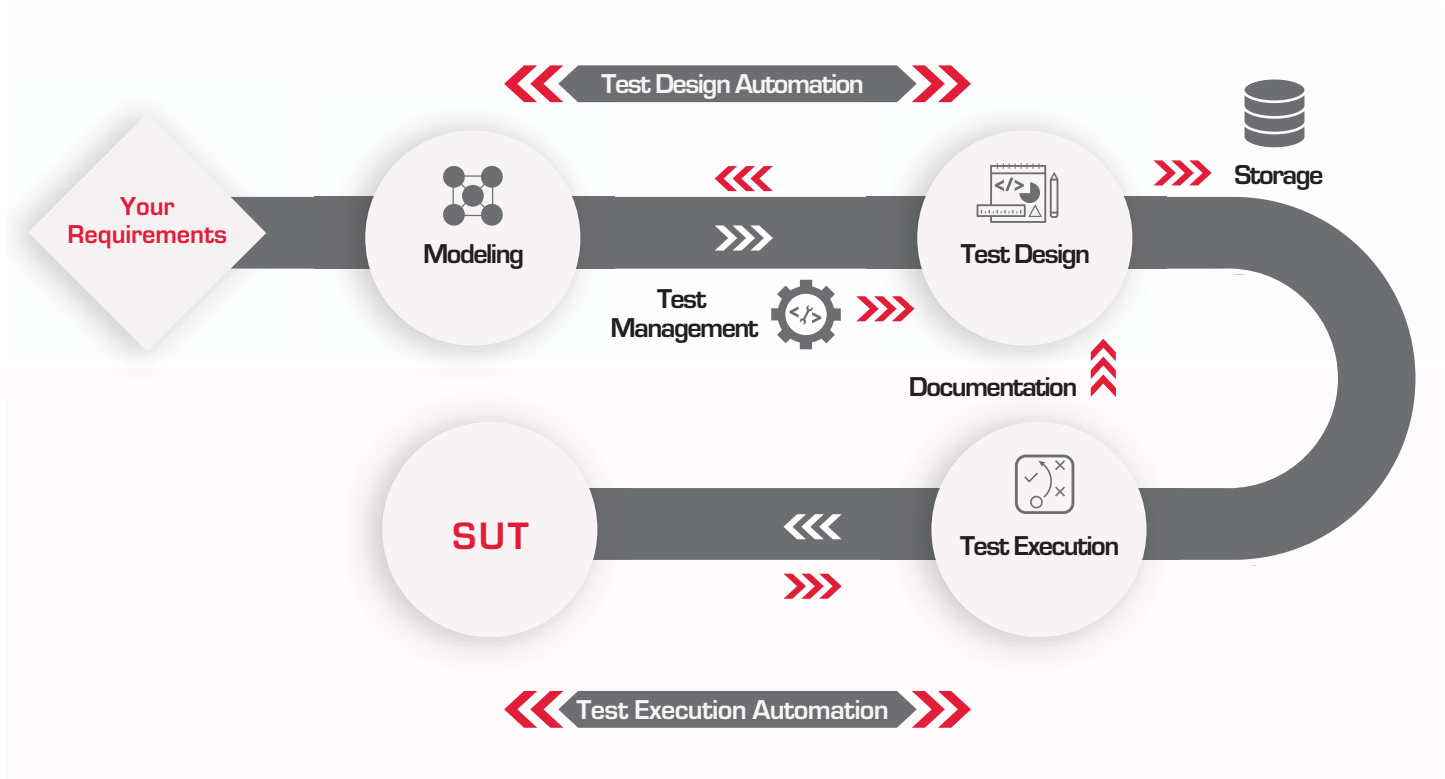 Test Design Automation
Your
Requirements
Modeling
</>
Test Design
Storage
Test
Management
Documentation
SUT
Test Execution
Test Execution Automation